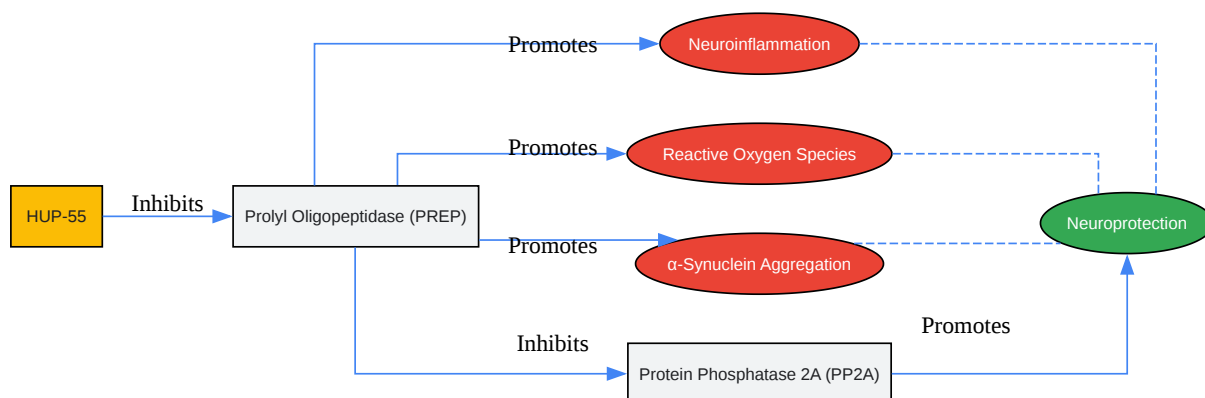 Promotes
Neuroinflammation
Promotes
Reactive Oxygen Species
HUP-55
Inhibits
Prolyl Oligopeptidase (PREP)
Neuroprotection
Promotes
α-Synuclein Aggregation
Inhibits
Promotes
Protein Phosphatase 2A (PP2A)